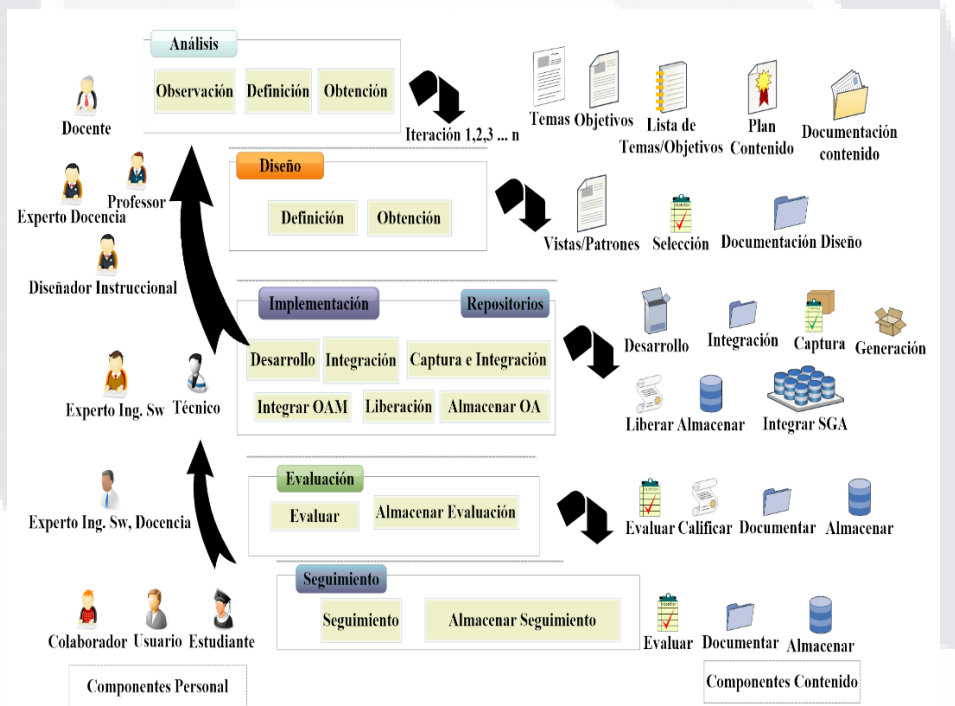 Análisis
Observación Definición Obtención
Docente
Iteración 1,2,3 ... n
Temas Objetivos
Lista de
Temas/Objetivos
Plan
Contenido
Documentación
contenido
Diseño
Definición Obtención
Experto Docencia
Professor
Diseñador Instruccional
Vistas/Patrones Selección Documentación Diseño
Implementación Repositorios
Desarrollo Integración Captura e Integración
Integrar OAM Liberación Almacenar OA
Experto Ing. Sw Técnico
Desarrollo Integración Captura Generación
Liberar Almacenar Integrar SGA
Evaluación
Evaluar Almacenar Evaluación
Experto Ing. Sw, Docencia
Evaluar Calificar Documentar Almacenar
Seguimiento
Seguimiento Almacenar Seguimiento
Colaborador Usuario Estudiante
Evaluar Documentar Almacenar
Componentes Personal
Componentes Contenido